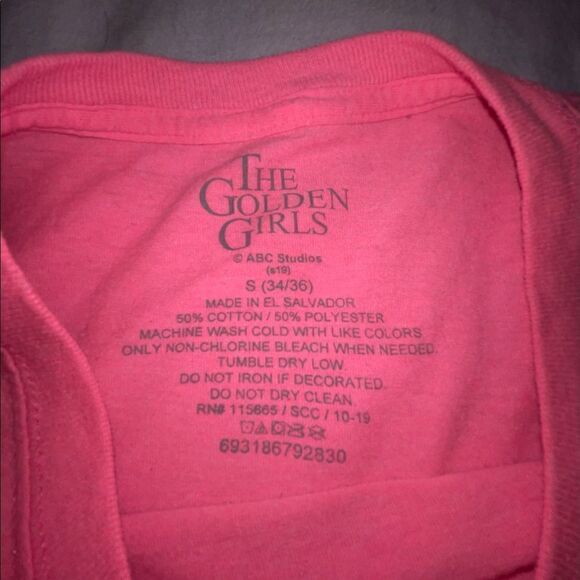 THE
GOLDEN
GIRLS
© ABC Studios
(s19)
S (34/36)
MADE IN EL SALVADOR
50% COTTON / 50% POLYESTER
MACHINE WASH COLD WITH LIKE COLORS.
ONLY NON-CHLORINE BLEACH WHEN NEEDED.
TUMBLE DRY LOW.
DO NOT IRON IF DECORATED.
DO NOT DRY CLEAN.
RN# 115665 / SCC / 10-19
693186792830